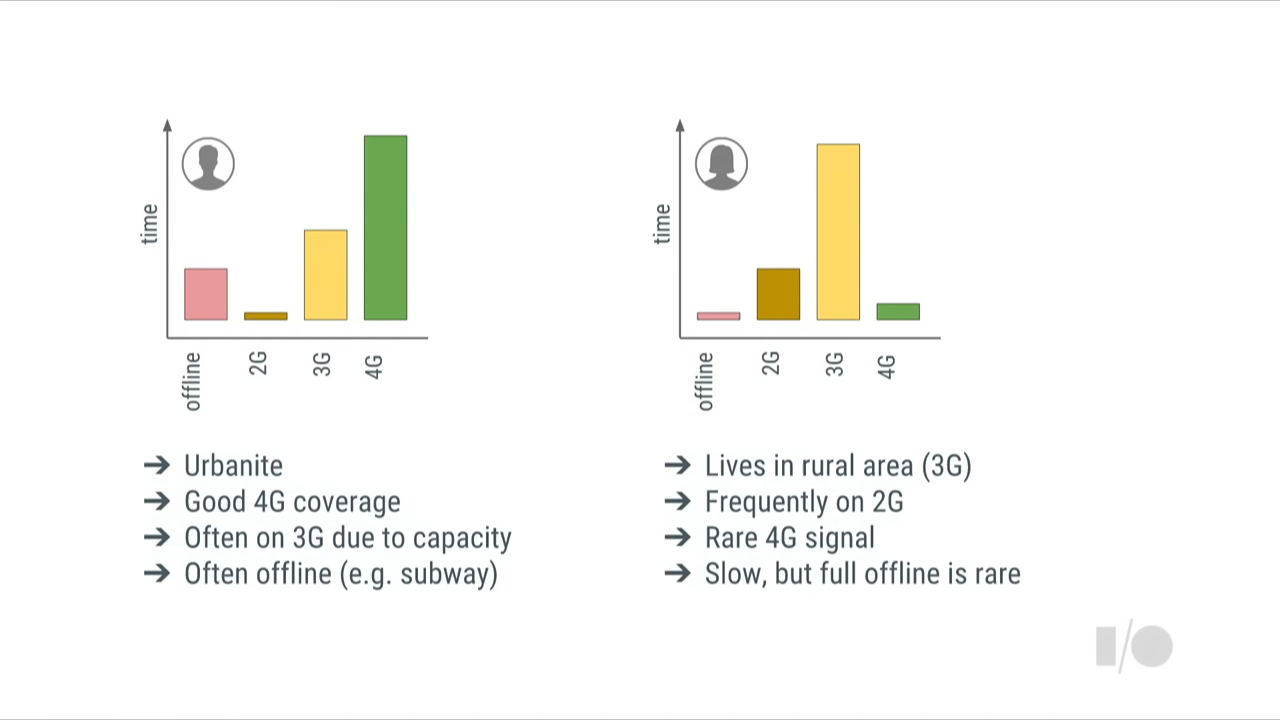 time
offline
2G
3G
4G
➔ Urbanite
➔ Good 4G coverage
➔ Often on 3G due to capacity
➔ Often offline (e.g. subway)
time
offline
2G
3G
4G
➔ Lives in rural area (3G)
➔ Frequently on 2G
➔ Rare 4G signal
➔ Slow, but full offline is rare
I/O